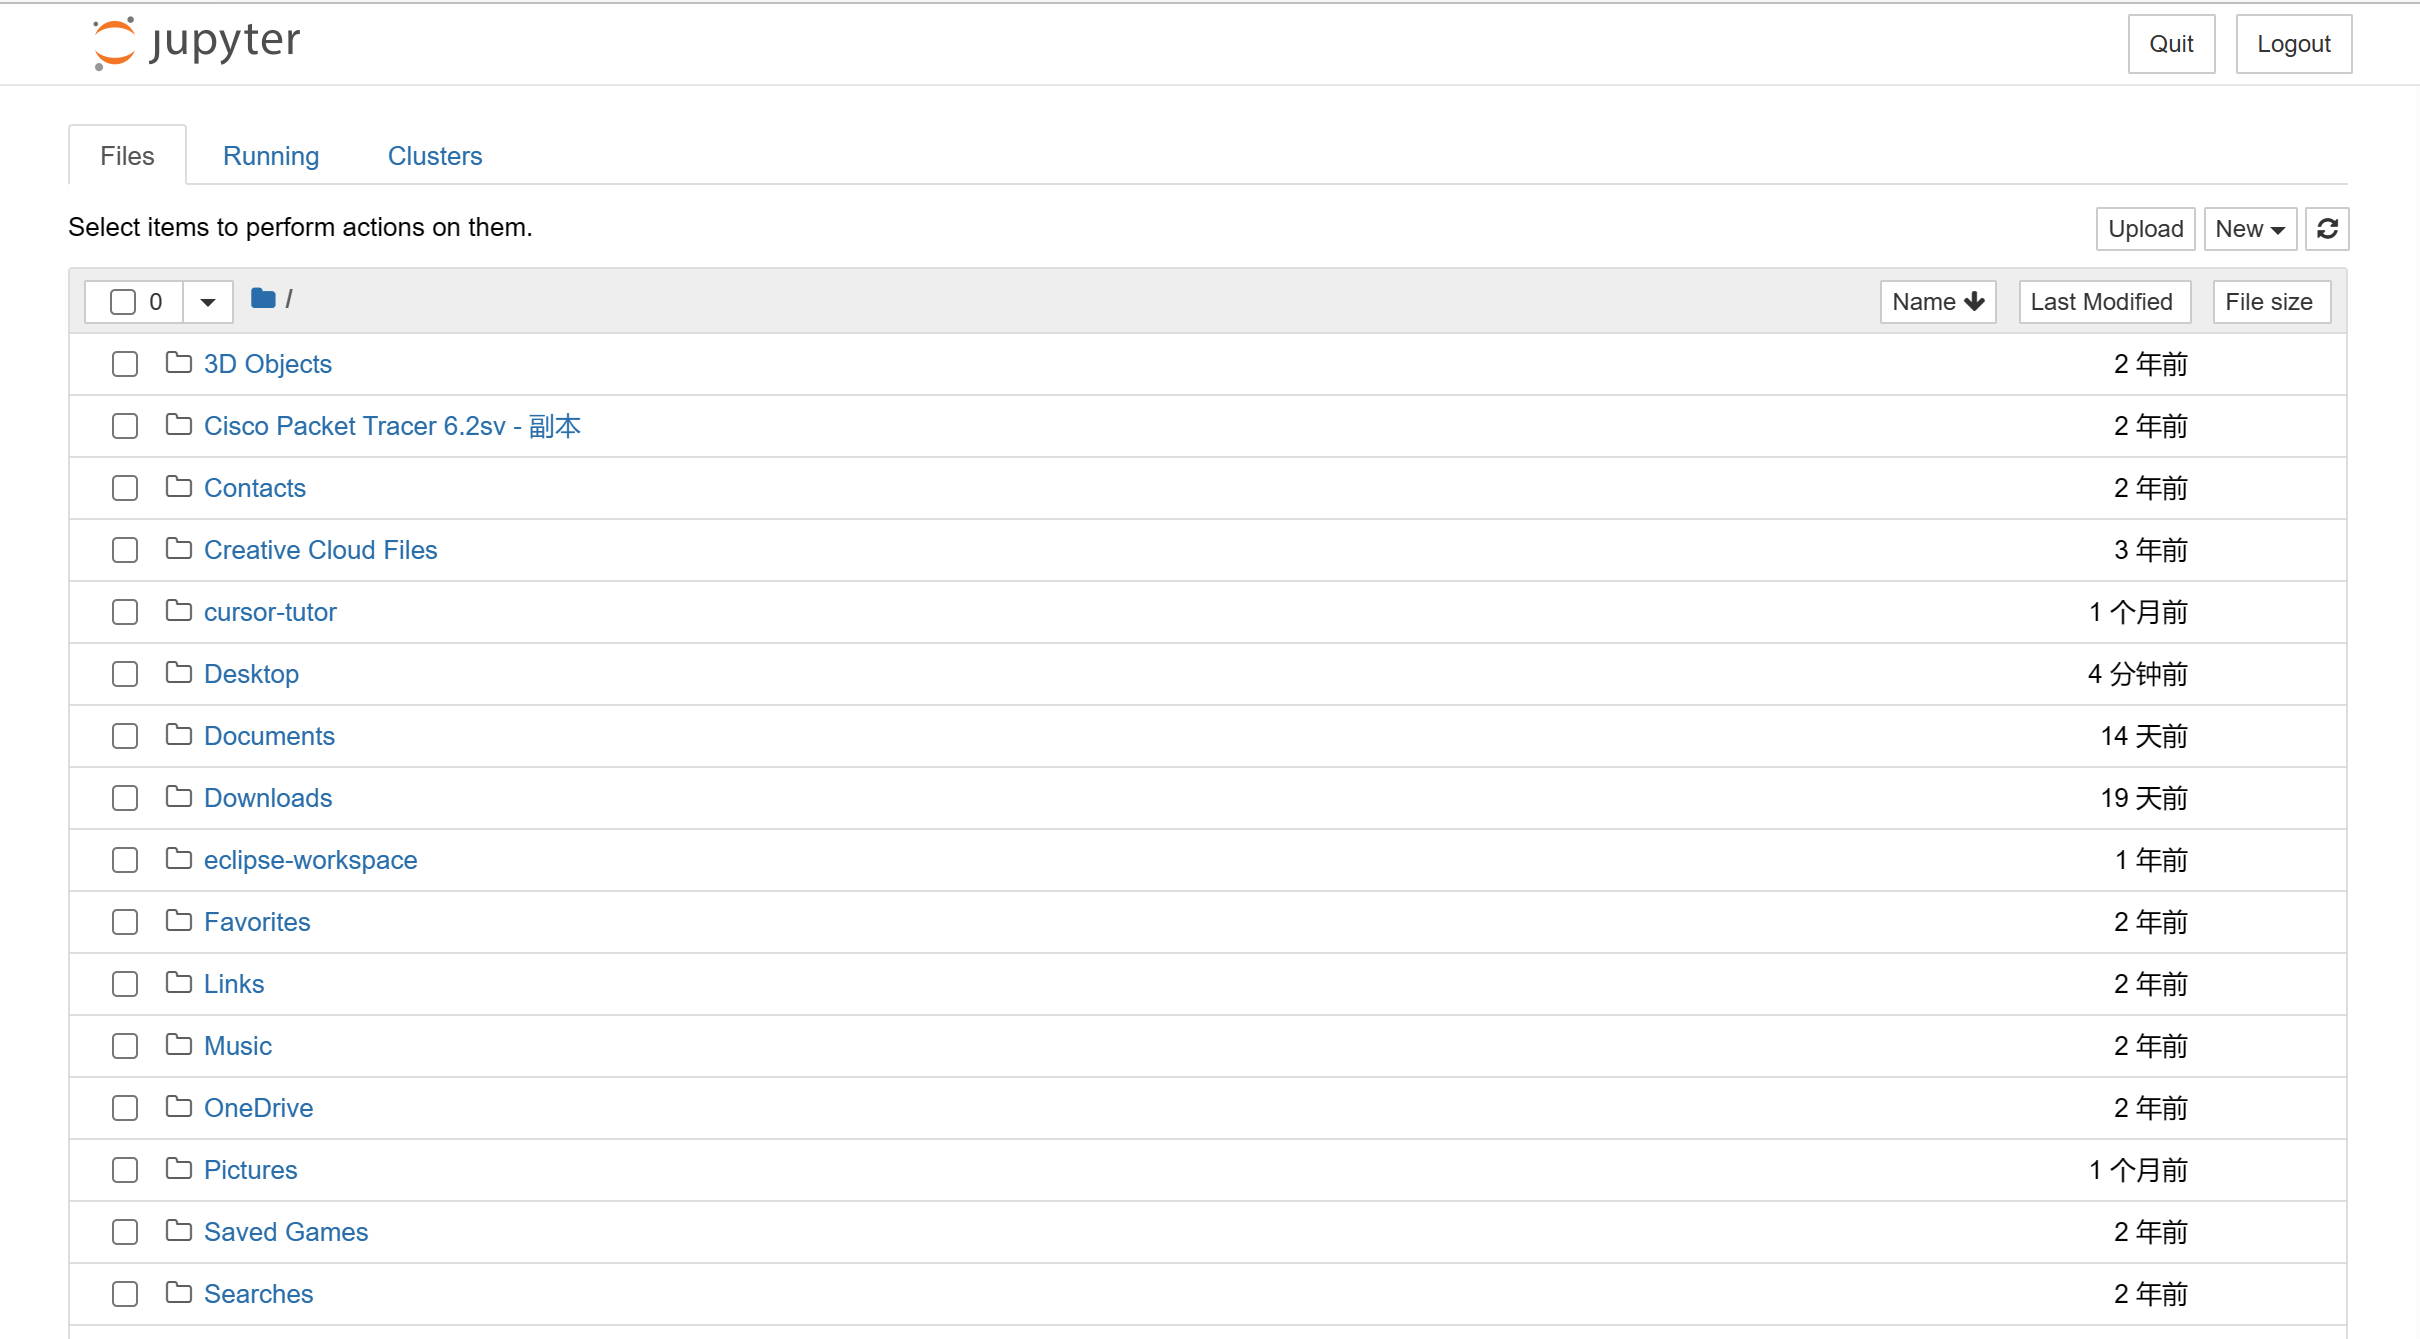 jupyter Quit Logout
Files Running Clusters
Select items to perform actions on them. Upload New
0 / Name Last Modified File size
3D Objects 2 年前
Cisco Packet Tracer 6.2sv - 副本 2 年前
Contacts 2 年前
Creative Cloud Files 3 年前
cursor-tutor 1 个月前
Desktop 4 分钟前
Documents 14 天前
Downloads 19 天前
eclipse-workspace 1 年前
Favorites 2 年前
Links 2 年前
Music 2 年前
OneDrive 2 年前
Pictures 1 个月前
Saved Games 2 年前
Searches 2 年前